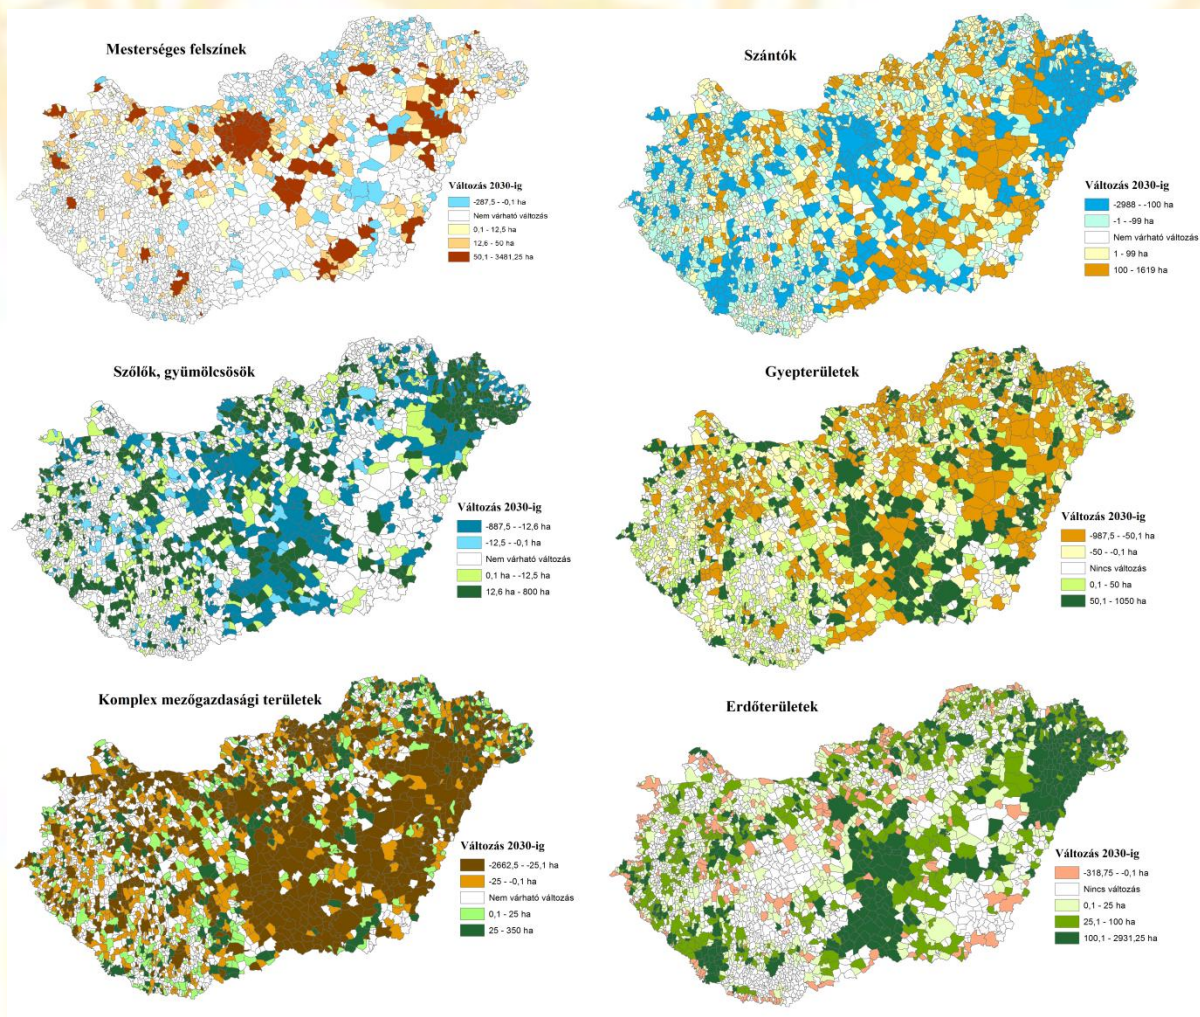 Mesterséges felszínek
Változás 2030-ig
-287,5 - -0,1 ha
Nem várható változás
0,1 - 12,5 ha
12,6 - 50 ha
50,1 - 3481,25 ha
Szántók
Változás 2030-ig
-2988 - -100 ha
-1 - -99 ha
Nem várható változás
1 - 99 ha
100 - 1619 ha
Szőlők, gyümölcsösök
Változás 2030-ig
-887,5 - -12,6 ha
-12,5 - -0,1 ha
Nem várható változás
0,1 ha - -12,5 ha
12,6 ha - 800 ha
Gyepterületek
Változás 2030-ig
-987,5 - -50,1 ha
-50 - -0,1 ha
Nincs változás
0,1 - 50 ha
50,1 - 1050 ha
Komplex mezőgazdasági területek
Változás 2030-ig
-2662,5 - -25,1 ha
-25 - -0,1 ha
Nem várható változás
0,1 - 25 ha
25 - 350 ha
Erdőterületek
Változás 2030-ig
-318,75 - -0,1 ha
Nincs változás
0,1 - 25 ha
25,1 - 100 ha
100,1 - 2931,25 ha